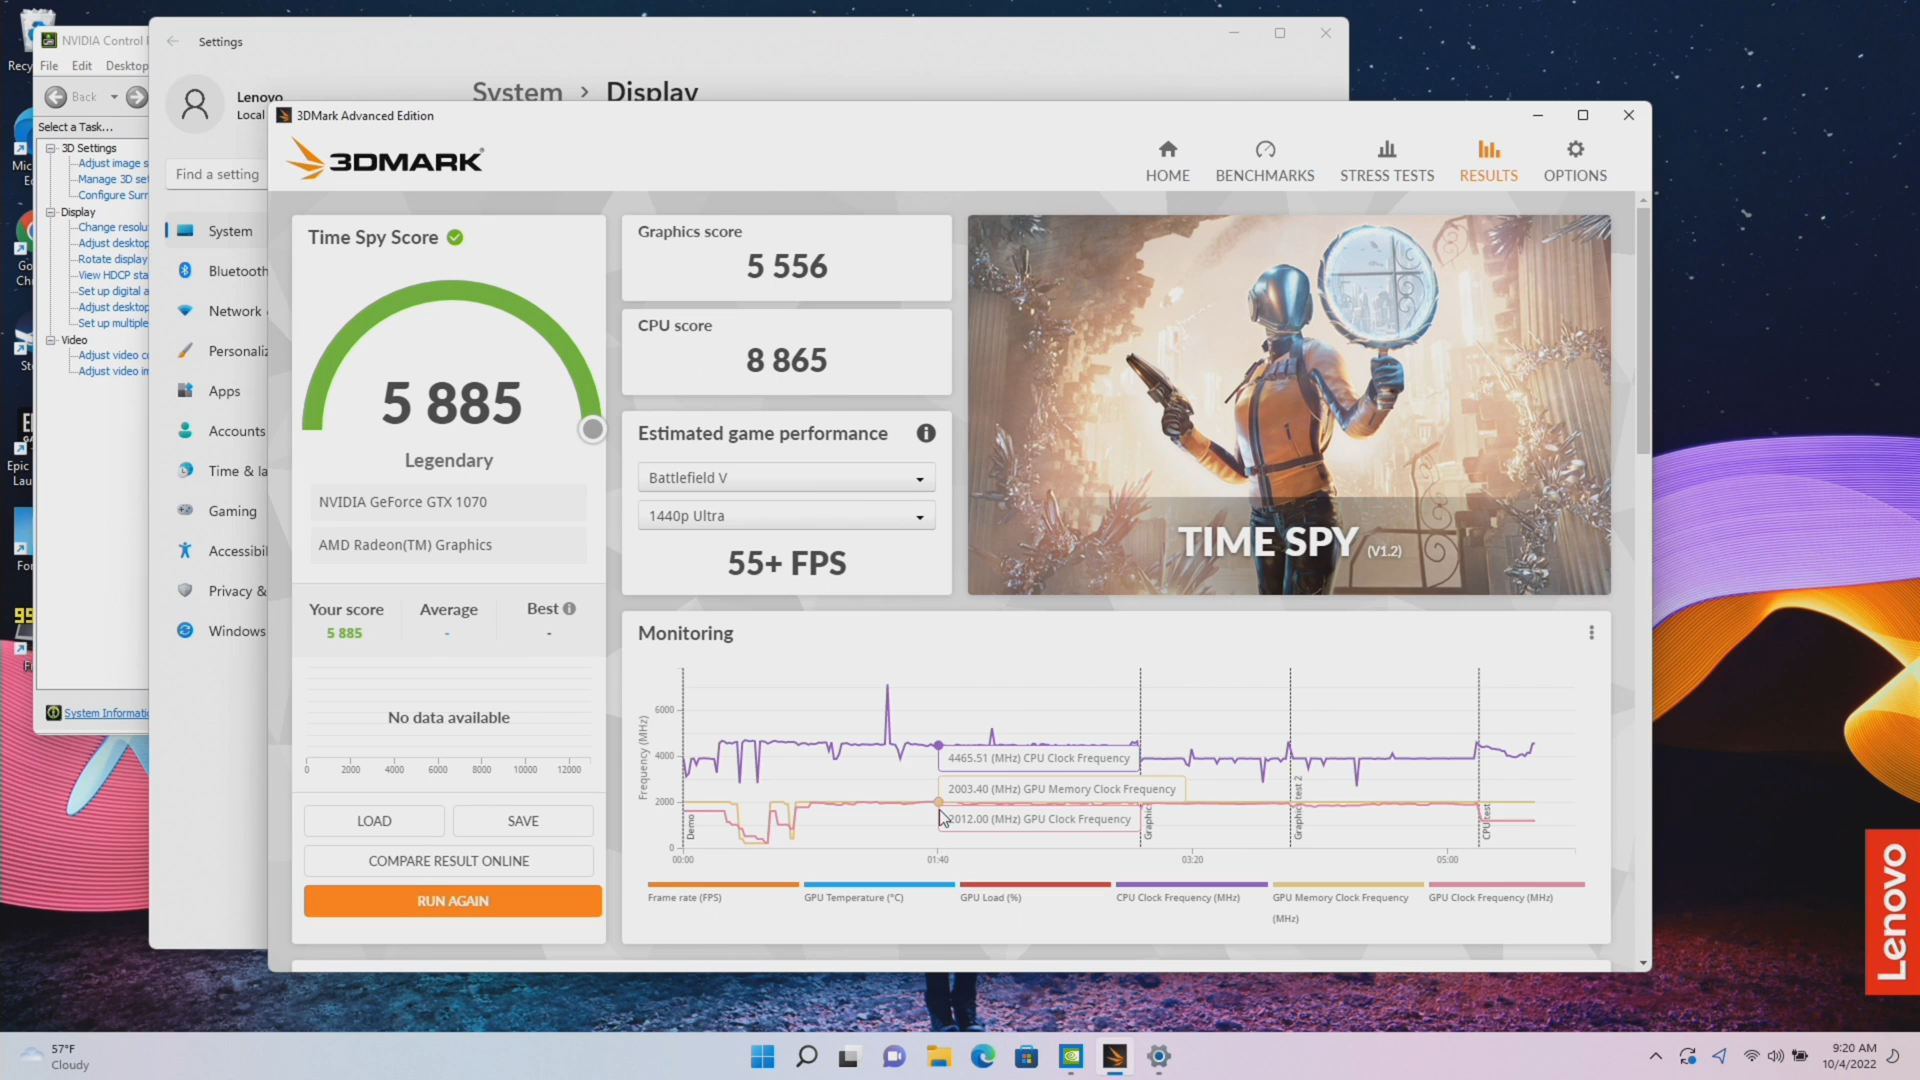 NVIDIA Control
File Edit Desktop
Back
Select a Task...
3D Settings
Adjust image s
Manage 3D set
Configure Surr
Display
Change resolu
Adjust desktop
Rotate display
View HDCP sta
Set up digital a
Adjust desktop
Set up multiple
Video
Adjust video co
Adjust video im
System Informatio
Settings
Lenovo
Local
Find a setting
System
Bluetooth
Network
Personaliz
Apps
Accounts
Time & la
Gaming
Accessibil
Privacy &
Windows
System > Display
3DMark Advanced Edition
3DMARK
HOME
BENCHMARKS
STRESS TESTS
RESULTS
OPTIONS
Time Spy Score
5 885
Legendary
NVIDIA GeForce GTX 1070
AMD Radeon(TM) Graphics
Your score Average Best
5 885 - -
No data available
0 2000 4000 6000 8000 10000 12000
LOAD
SAVE
COMPARE RESULT ONLINE
RUN AGAIN
Graphics score
5 556
CPU score
8 865
Estimated game performance
Battlefield V
1440p Ultra
55+ FPS
TIME SPY (V1.2)
Monitoring
Frequency (MHz)
6000
4000
2000
0
4465.51 (MHz) CPU Clock Frequency
2003.40 (MHz) GPU Memory Clock Frequency
2012.00 (MHz) GPU Clock Frequency
Demo
Graphic
Graphics test 2
CPU test
00:00 01:40 03:20 05:00
Frame rate (FPS)
GPU Temperature (°C)
GPU Load (%)
CPU Clock Frequency (MHz)
GPU Memory Clock Frequency
(MHz)
GPU Clock Frequency (MHz)
Lenovo
57°F
Cloudy
9:20 AM
10/4/2022